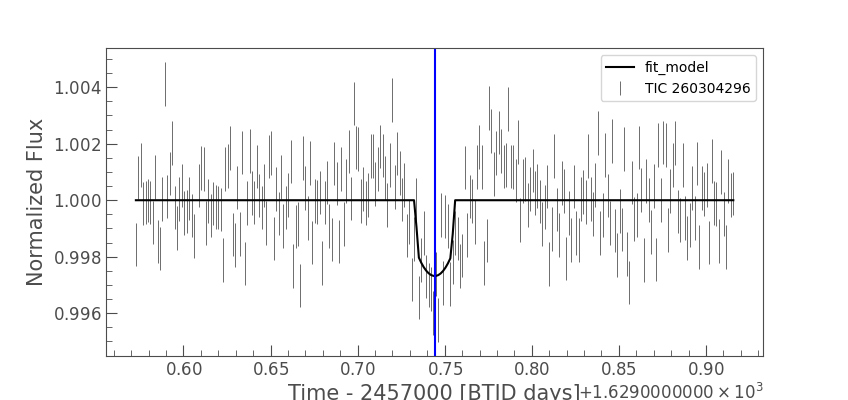 fit_model
TIC 260304296
Normalized Flux
1.004
1.002
1.000
0.998
0.996
0.60 0.65 0.70 0.75 0.80 0.85 0.90
Time - 2457000 [BTJD days]
+1.6290000000 × 10³